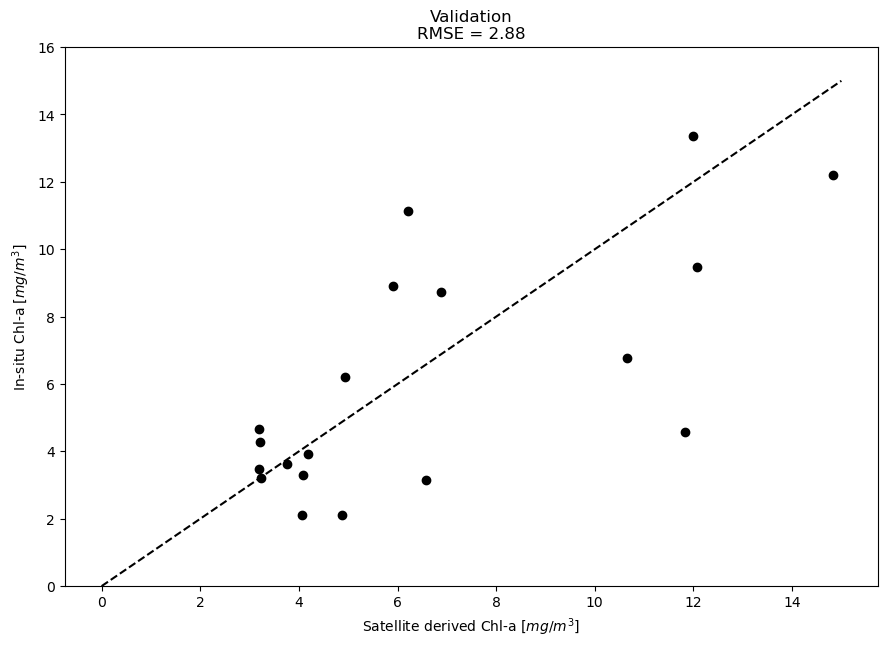 Validation
RMSE = 2.88
16
14
12
10
8
6
4
2
0
In-situ Chl-a [mg/m³]
0 2 4 6 8 10 12 14
Satellite derived Chl-a [mg/m³]